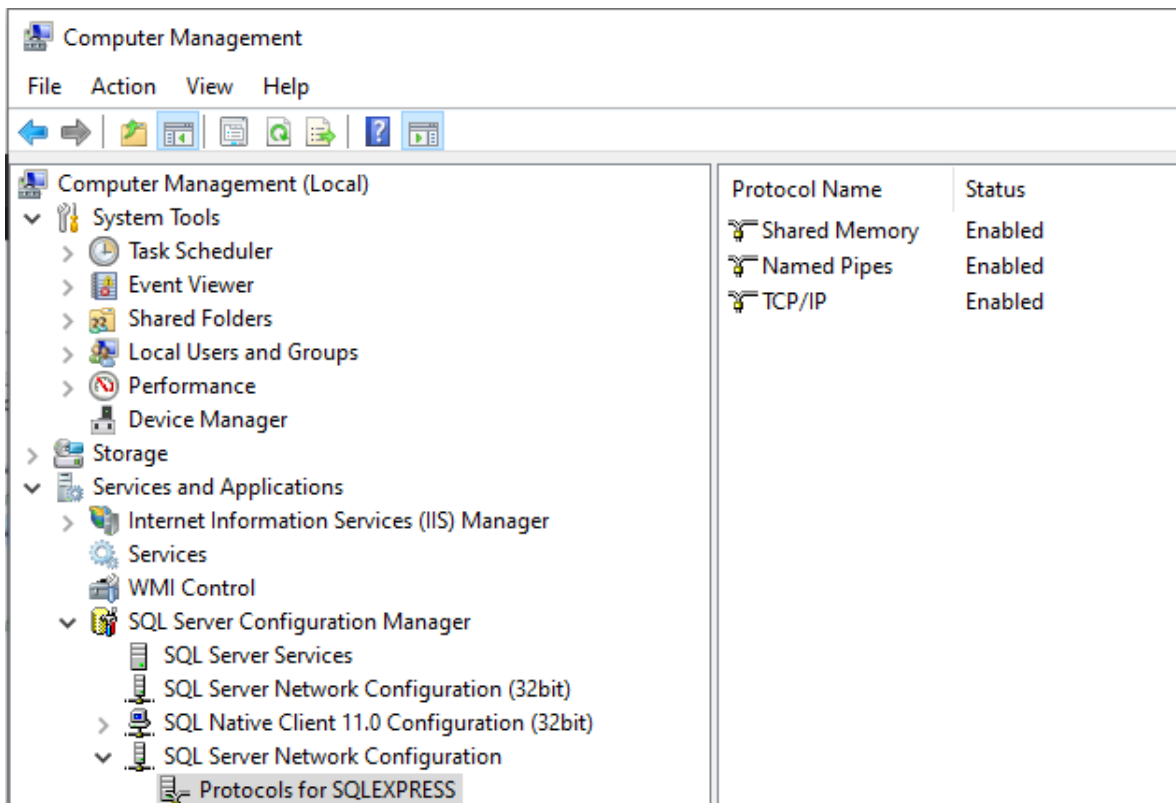 Computer Management
File Action View Help
Computer Management (Local)
System Tools
Task Scheduler
Event Viewer
Shared Folders
Local Users and Groups
Performance
Device Manager
Storage
Services and Applications
Internet Information Services (IIS) Manager
Services
WMI Control
SQL Server Configuration Manager
SQL Server Services
SQL Server Network Configuration (32bit)
SQL Native Client 11.0 Configuration (32bit)
SQL Server Network Configuration
Protocols for SQLEXPRESS
Protocol Name Status
Shared Memory Enabled
Named Pipes Enabled
TCP/IP Enabled